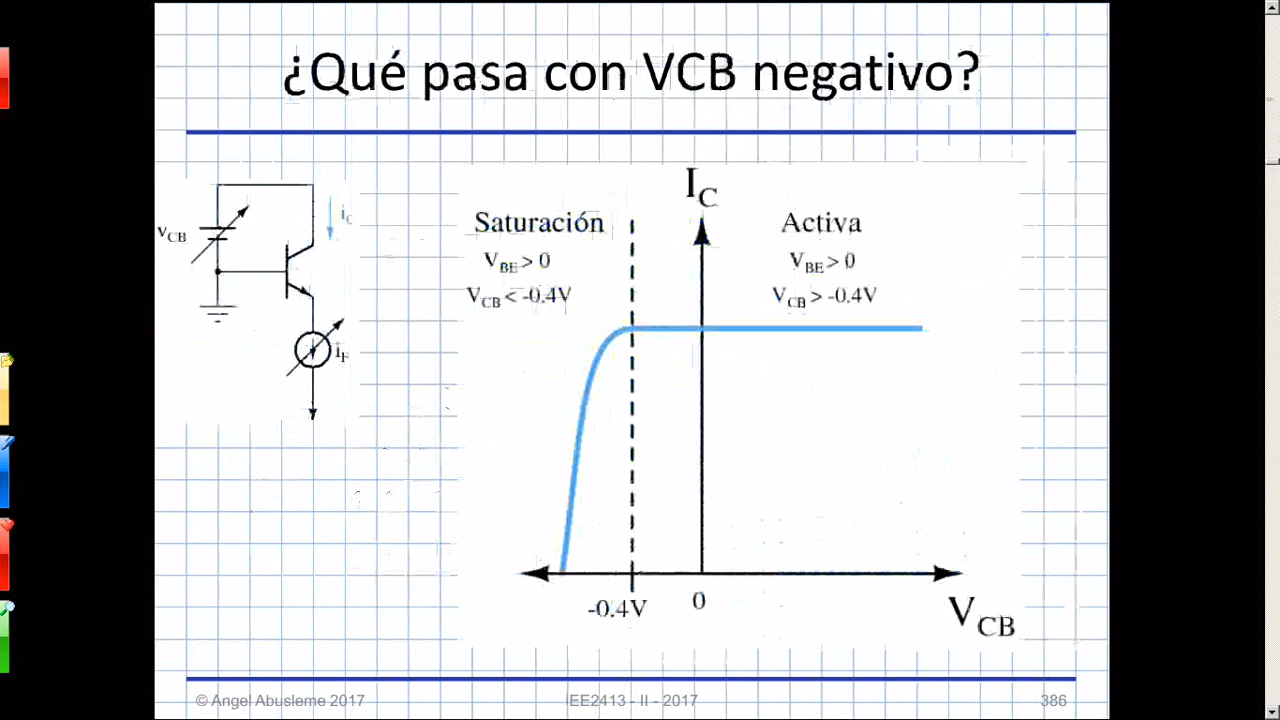 ¿Qué pasa con VCB negativo?
vCB
iC
iE
IC
Saturación
VBE > 0
VCB < -0.4V
Activa
VBE > 0
VCB > -0.4V
-0.4V
0
VCB
© Angel Abusleme 2017
IEE2413 - II - 2017
386